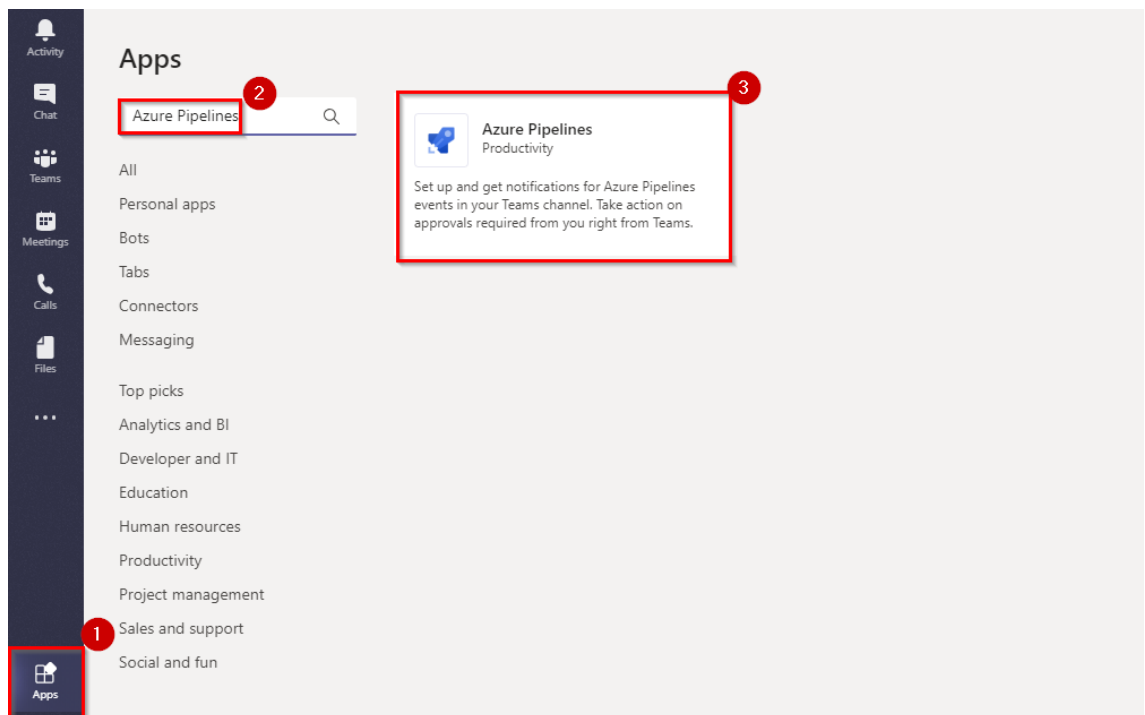 Activity
Chat
Teams
Meetings
Calls
Files
...
1
Apps
Apps
2
Azure Pipelines
All
Personal apps
Bots
Tabs
Connectors
Messaging
Top picks
Analytics and BI
Developer and IT
Education
Human resources
Productivity
Project management
Sales and support
Social and fun
3
Azure Pipelines
Productivity
Set up and get notifications for Azure Pipelines
events in your Teams channel. Take action on
approvals required from you right from Teams.